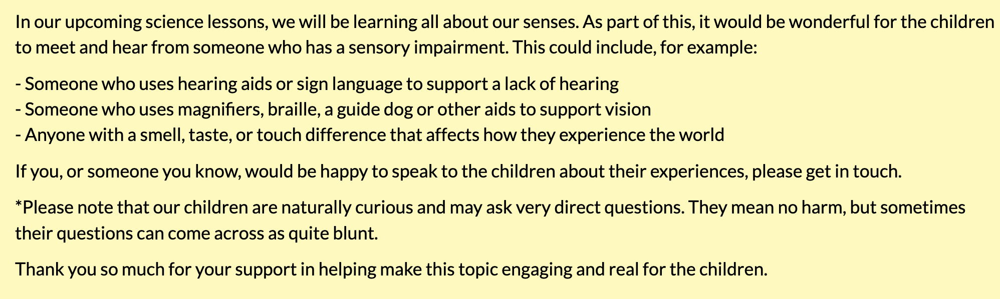 In our upcoming science lessons, we will be learning all about our senses. As part of this, it would be wonderful for the children
to meet and hear from someone who has a sensory impairment. This could include, for example:
- Someone who uses hearing aids or sign language to support a lack of hearing
- Someone who uses magnifiers, braille, a guide dog or other aids to support vision
- Anyone with a smell, taste, or touch difference that affects how they experience the world
If you, or someone you know, would be happy to speak to the children about their experiences, please get in touch.
*Please note that our children are naturally curious and may ask very direct questions. They mean no harm, but sometimes
their questions can come across as quite blunt.
Thank you so much for your support in helping make this topic engaging and real for the children.